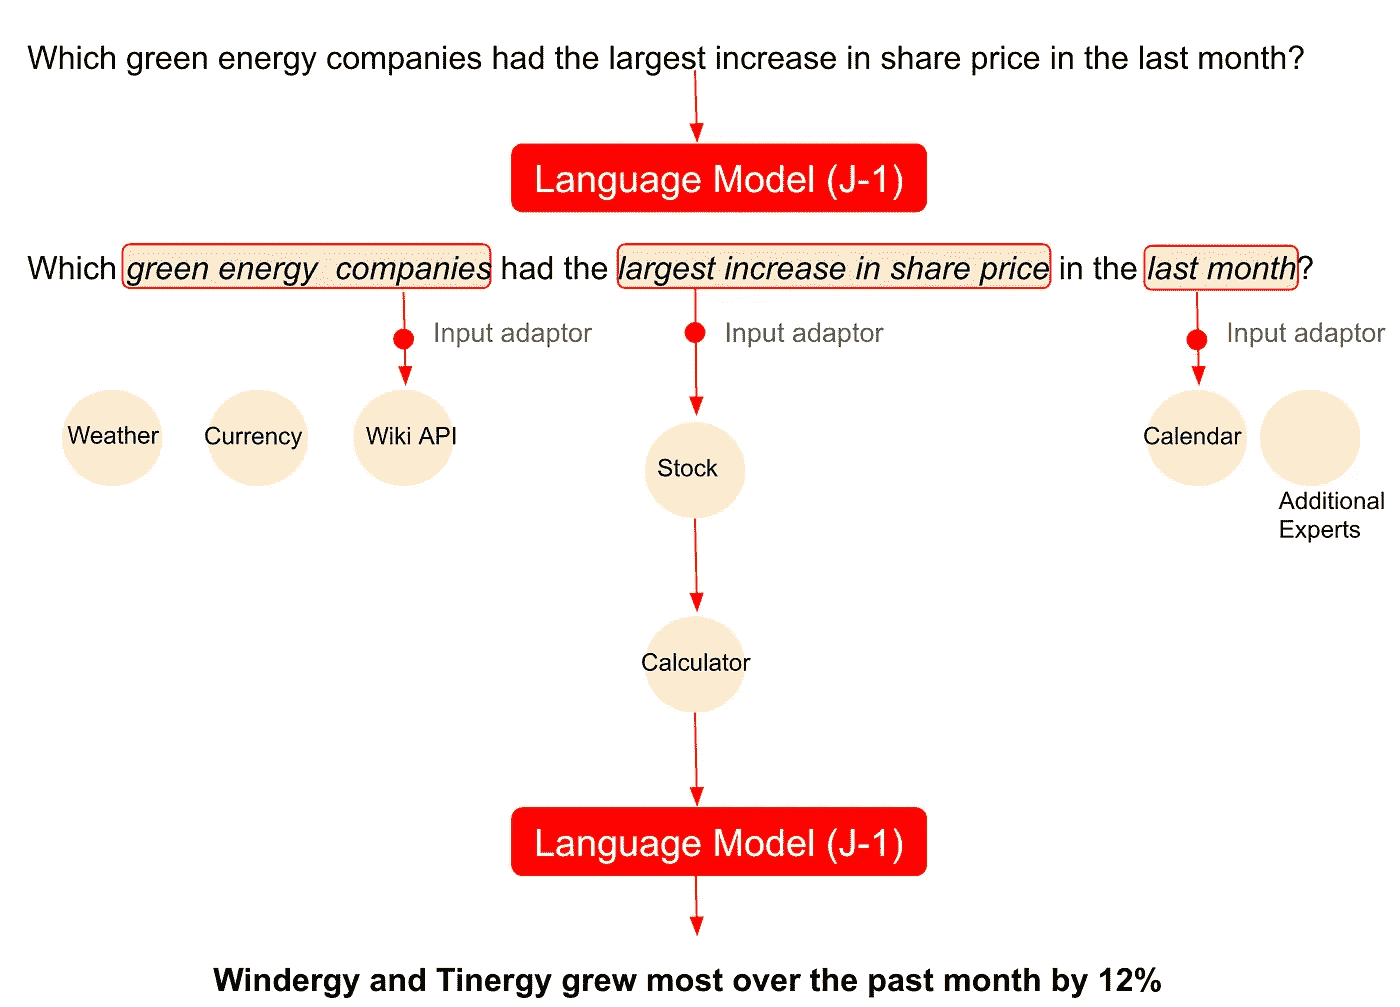 Which green energy companies had the largest increase in share price in the last month?
Language Model (J-1)
Which green energy companies had the largest increase in share price in the last month?
Input adaptor
Input adaptor
Input adaptor
Weather
Currency
Wiki API
Stock
Calendar
Additional
Experts
Calculator
Language Model (J-1)
Windergy and Tinergy grew most over the past month by 12%